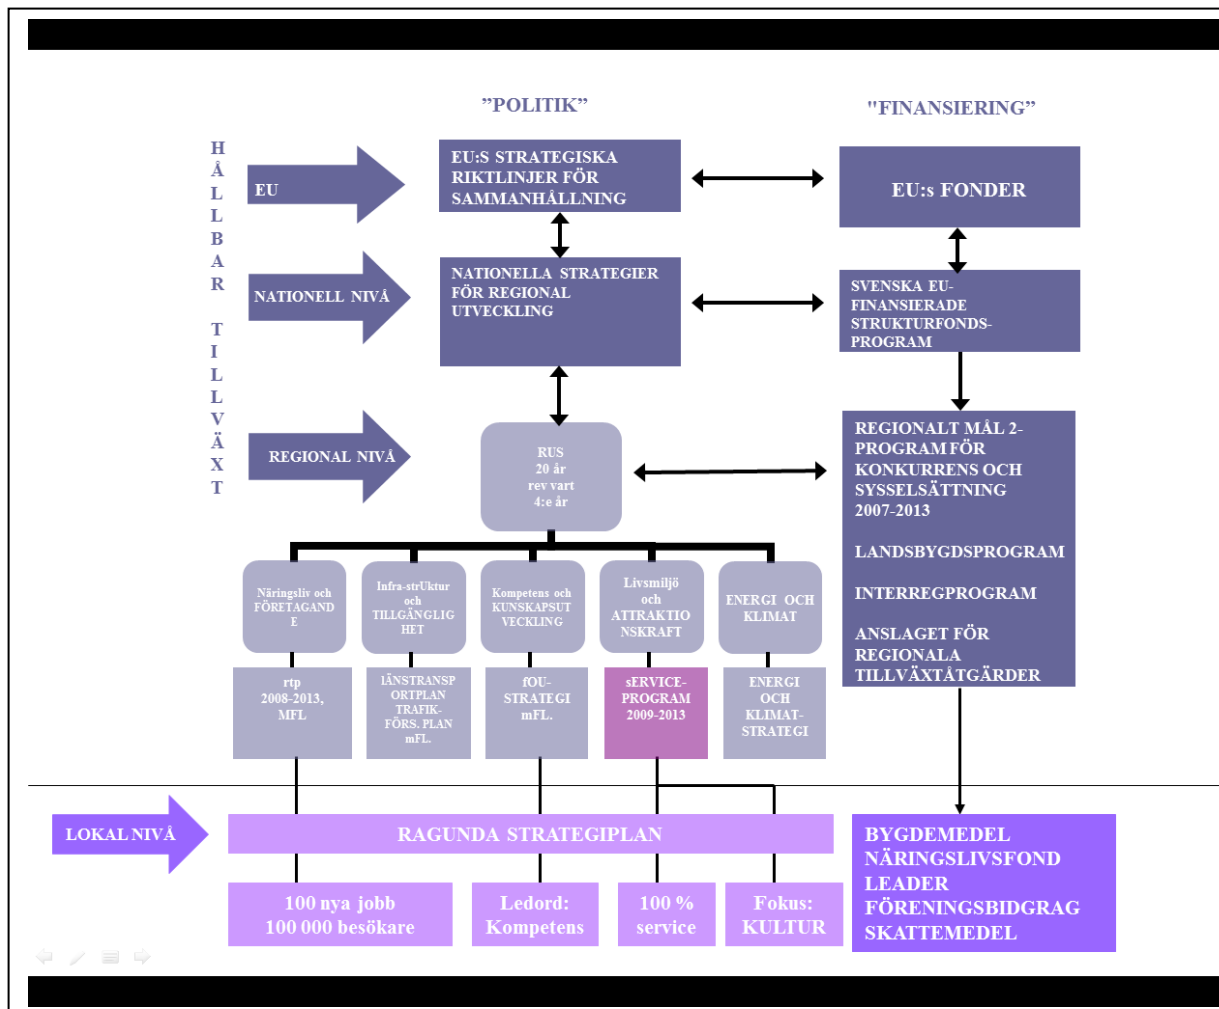 ”POLITIK”
"FINANSIERING”
HÅLLBAR TILLVÄXT
EU
EU:S STRATEGISKA
RIKTLINJER FÖR
SAMMANHÅLLNING
EU:s FONDER
NATIONELL NIVÅ
NATIONELLA STRATEGIER
FÖR REGIONAL
UTVECKLING
SVENSKA EU-
FINANSIERADE
STRUKTURFONDS-
PROGRAM
REGIONAL NIVÅ
RUS
20 år
rev vart
4:e år
REGIONALT MÅL 2-
PROGRAM FÖR
KONKURRENS OCH
SYSSELSÄTTNING
2007-2013
LANDSBYGDSPROGRAM
INTERREGPROGRAM
ANSLAGET FÖR
REGIONALA
TILLVÄXTÅTGÄRDER
Näringsliv och
FÖRETAGAND
E
Infra-strUktur
och
TILLGÄNGLIG
HET
Kompetens och
KUNSKAPSUT
VECKLING
Livsmiljö
och
ATTRAKTIO
NSKRAFT
ENERGI OCH
KLIMAT
rtp
2008-2013,
MFL
lÄNSTRANSP
ORTPLAN
TRAFIK-
FÖRS. PLAN
mFL.
fOU-
STRATEGI
mFL.
sERVICE-
PROGRAM
2009-2013
ENERGI
OCH
KLIMAT-
STRATEGI
LOKAL NIVÅ
RAGUNDA STRATEGIPLAN
100 nya jobb
100 000 besökare
Ledord:
Kompetens
100 %
service
Fokus:
KULTUR
BYGDEMEDEL
NÄRINGSLIVSFOND
LEADER
FÖRENINGSBIDGRAG
SKATTEMEDEL